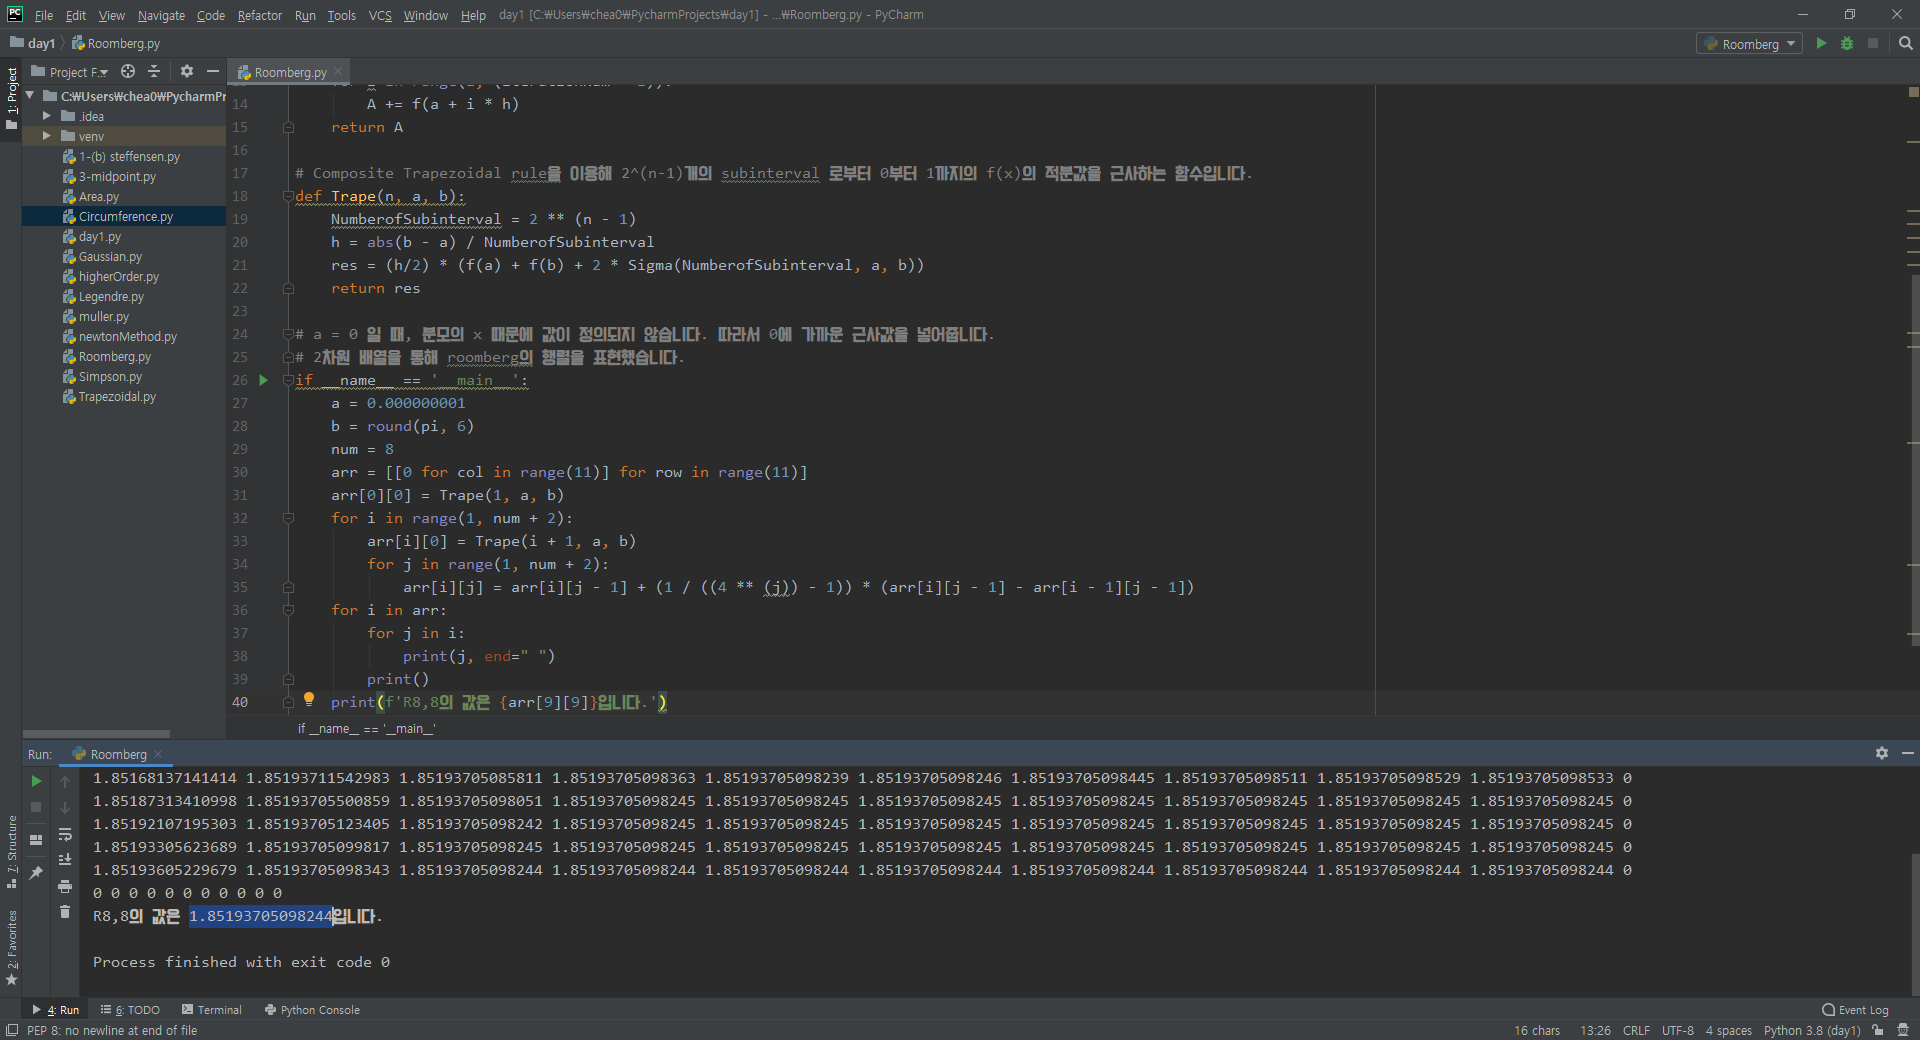 PC File Edit View Navigate Code Refactor Run Tools VCS Window Help day1 [C:\Users\chea0\PycharmProjects\day1] - ...\Roomberg.py - PyCharm
day1 Roomberg.py Roomberg
1: Project
Project F...
Roomberg.py
C:\Users\chea0\PycharmPr
.idea
venv
1-(b) steffensen.py
3-midpoint.py
Area.py
Circumference.py
day1.py
Gaussian.py
higherOrder.py
Legendre.py
muller.py
newtonMethod.py
Roomberg.py
Simpson.py
Trapezoidal.py
14 A += f(a + i * h)
15 return A
16
17 # Composite Trapezoidal rule을 이용해 2^(n-1)개의 subinterval 로부터 0부터 1까지의 f(x)의 적분값을 근사하는 함수입니다.
18 def Trape(n, a, b):
19 NumberofSubinterval = 2 ** (n - 1)
20 h = abs(b - a) / NumberofSubinterval
21 res = (h/2) * (f(a) + f(b) + 2 * Sigma(NumberofSubinterval, a, b))
22 return res
23
24 # a = 0 일 때, 분모의 x 때문에 값이 정의되지 않습니다. 따라서 0에 가까운 근사값을 넣어줍니다.
25 # 2차원 배열을 통해 roomberg의 행렬을 표현했습니다.
26 if __name__ == '__main__':
27 a = 0.000000001
28 b = round(pi, 6)
29 num = 8
30 arr = [[0 for col in range(11)] for row in range(11)]
31 arr[0][0] = Trape(1, a, b)
32 for i in range(1, num + 2):
33 arr[i][0] = Trape(i + 1, a, b)
34 for j in range(1, num + 2):
35 arr[i][j] = arr[i][j - 1] + (1 / ((4 ** (j)) - 1)) * (arr[i][j - 1] - arr[i - 1][j - 1])
36 for i in arr:
37 for j in i:
38 print(j, end=" ")
39 print()
40 print(f'R8,8의 값은 {arr[9][9]}입니다.')
if __name__ == '__main__'
Run: Roomberg
1.85168137141414 1.85193711542983 1.85193705085811 1.85193705098363 1.85193705098239 1.85193705098246 1.85193705098445 1.85193705098511 1.85193705098529 1.85193705098533 0
1.85187313410998 1.85193705500859 1.85193705098051 1.85193705098245 1.85193705098245 1.85193705098245 1.85193705098245 1.85193705098245 1.85193705098245 1.85193705098245 0
1.85192107195303 1.85193705123405 1.85193705098242 1.85193705098245 1.85193705098245 1.85193705098245 1.85193705098245 1.85193705098245 1.85193705098245 1.85193705098245 0
1.85193305623689 1.85193705099817 1.85193705098245 1.85193705098245 1.85193705098245 1.85193705098245 1.85193705098245 1.85193705098245 1.85193705098245 1.85193705098245 0
1.85193605229679 1.85193705098343 1.85193705098244 1.85193705098244 1.85193705098244 1.85193705098244 1.85193705098244 1.85193705098244 1.85193705098244 1.85193705098244 0
0 0 0 0 0 0 0 0 0 0 0
R8,8의 값은 1.85193705098244입니다.
Process finished with exit code 0
7: Structure
2: Favorites
4: Run 6: TODO Terminal Python Console Event Log
PEP 8: no newline at end of file 16 chars 13:26 CRLF UTF-8 4 spaces Python 3.8 (day1)